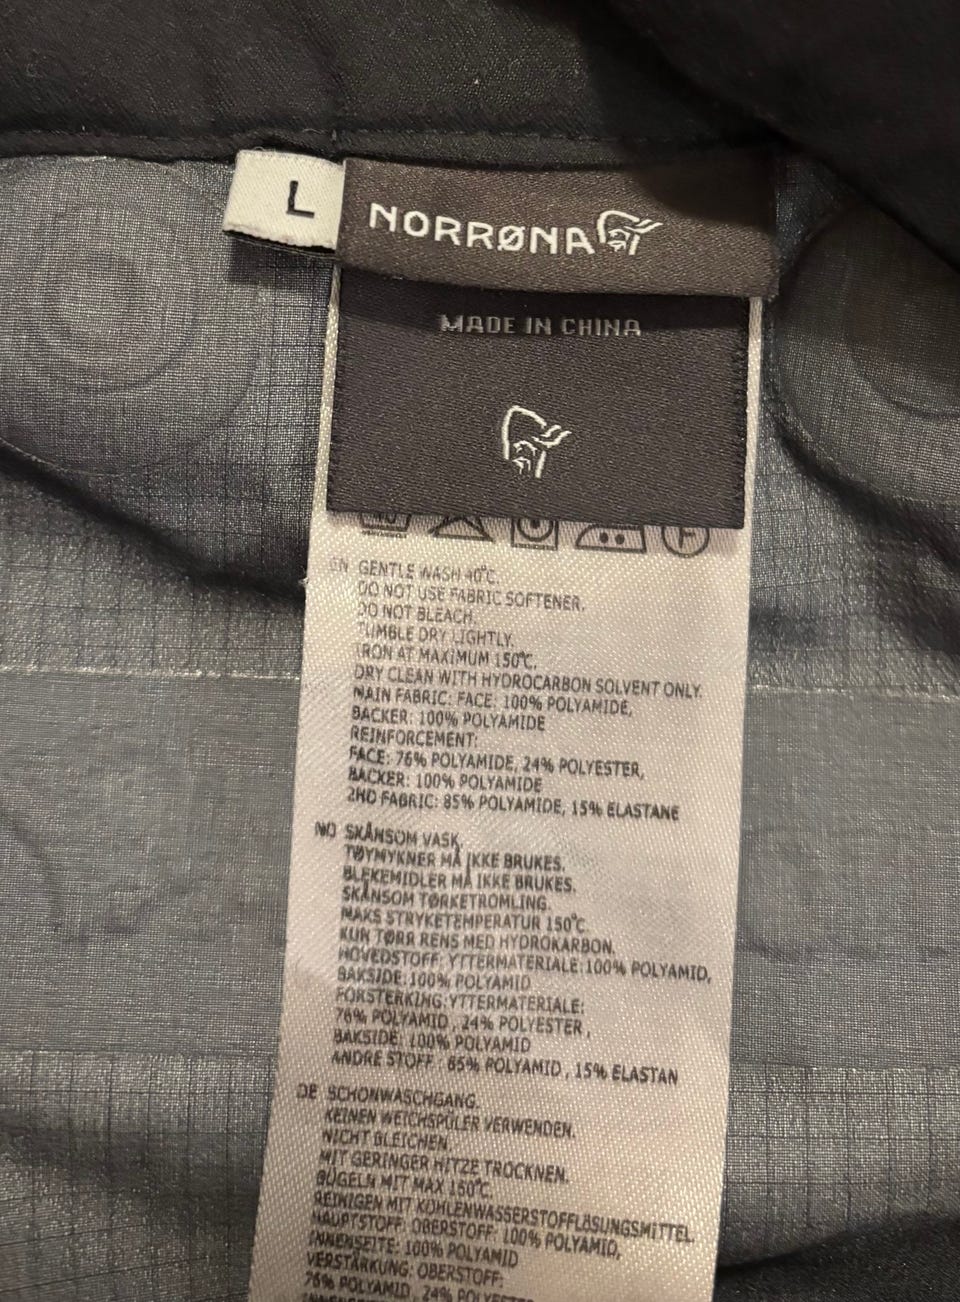 L
NORRØNA
MADE IN CHINA
F
EN GENTLE WASH 40°C.
DO NOT USE FABRIC SOFTENER.
DO NOT BLEACH.
TUMBLE DRY LIGHTLY.
IRON AT MAXIMUM 150°C.
DRY CLEAN WITH HYDROCARBON SOLVENT ONLY.
MAIN FABRIC: FACE: 100% POLYAMIDE,
BACKER: 100% POLYAMIDE
REINFORCEMENT:
FACE: 76% POLYAMIDE, 24% POLYESTER,
BACKER: 100% POLYAMIDE
2ND FABRIC: 85% POLYAMIDE, 15% ELASTANE
NO SKÅNSOM VASK.
TØYMYKNER MÅ IKKE BRUKES.
BLEKEMIDLER MÅ IKKE BRUKES.
SKÅNSOM TØRKETROMLING.
MAKS STRYKETEMPERATUR 150°C.
KUN TØRR RENS MED HYDROKARBON.
HOVEDSTOFF: YTTERMATERIALE:100% POLYAMID,
BAKSIDE:100% POLYAMID
FORSTERKING:YTTERMATERIALE:
76% POLYAMID , 24% POLYESTER ,
BAKSIDE: 100% POLYAMID
ANDRE STOFF : 85% POLYAMID , 15% ELASTAN
DE SCHONWASCHGANG.
KEINEN WEICHSPÜLER VERWENDEN.
NICHT BLEICHEN.
MIT GERINGER HITZE TROCKNEN.
BÜGELN MIT MAX 150°C.
REINIGEN MIT KOHLENWASSERSTOFFLÖSUNGSMITTEL.
HAUPTSTOFF: OBERSTOFF: 100% POLYAMID,
INNENSEITE: 100% POLYAMID
VERSTÄRKUNG: OBERSTOFF:
76% POLYAMID , 24% POLYESTER